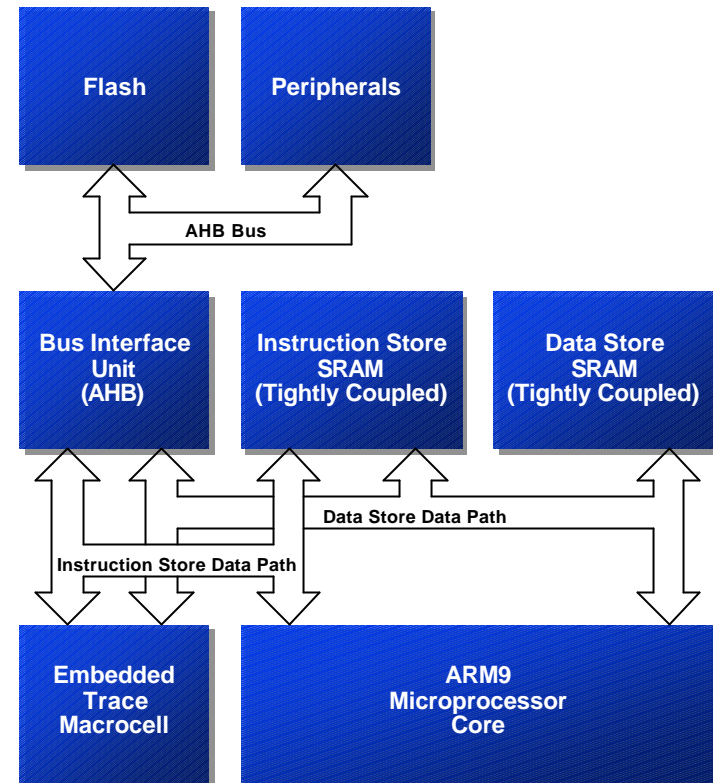 Flash
Peripherals
AHB Bus
Bus Interface
Unit
(AHB)
Instruction Store
SRAM
(Tightly Coupled)
Data Store
SRAM
(Tightly Coupled)
Data Store Data Path
Instruction Store Data Path
Embedded
Trace
Macrocell
ARM9
Microprocessor
Core